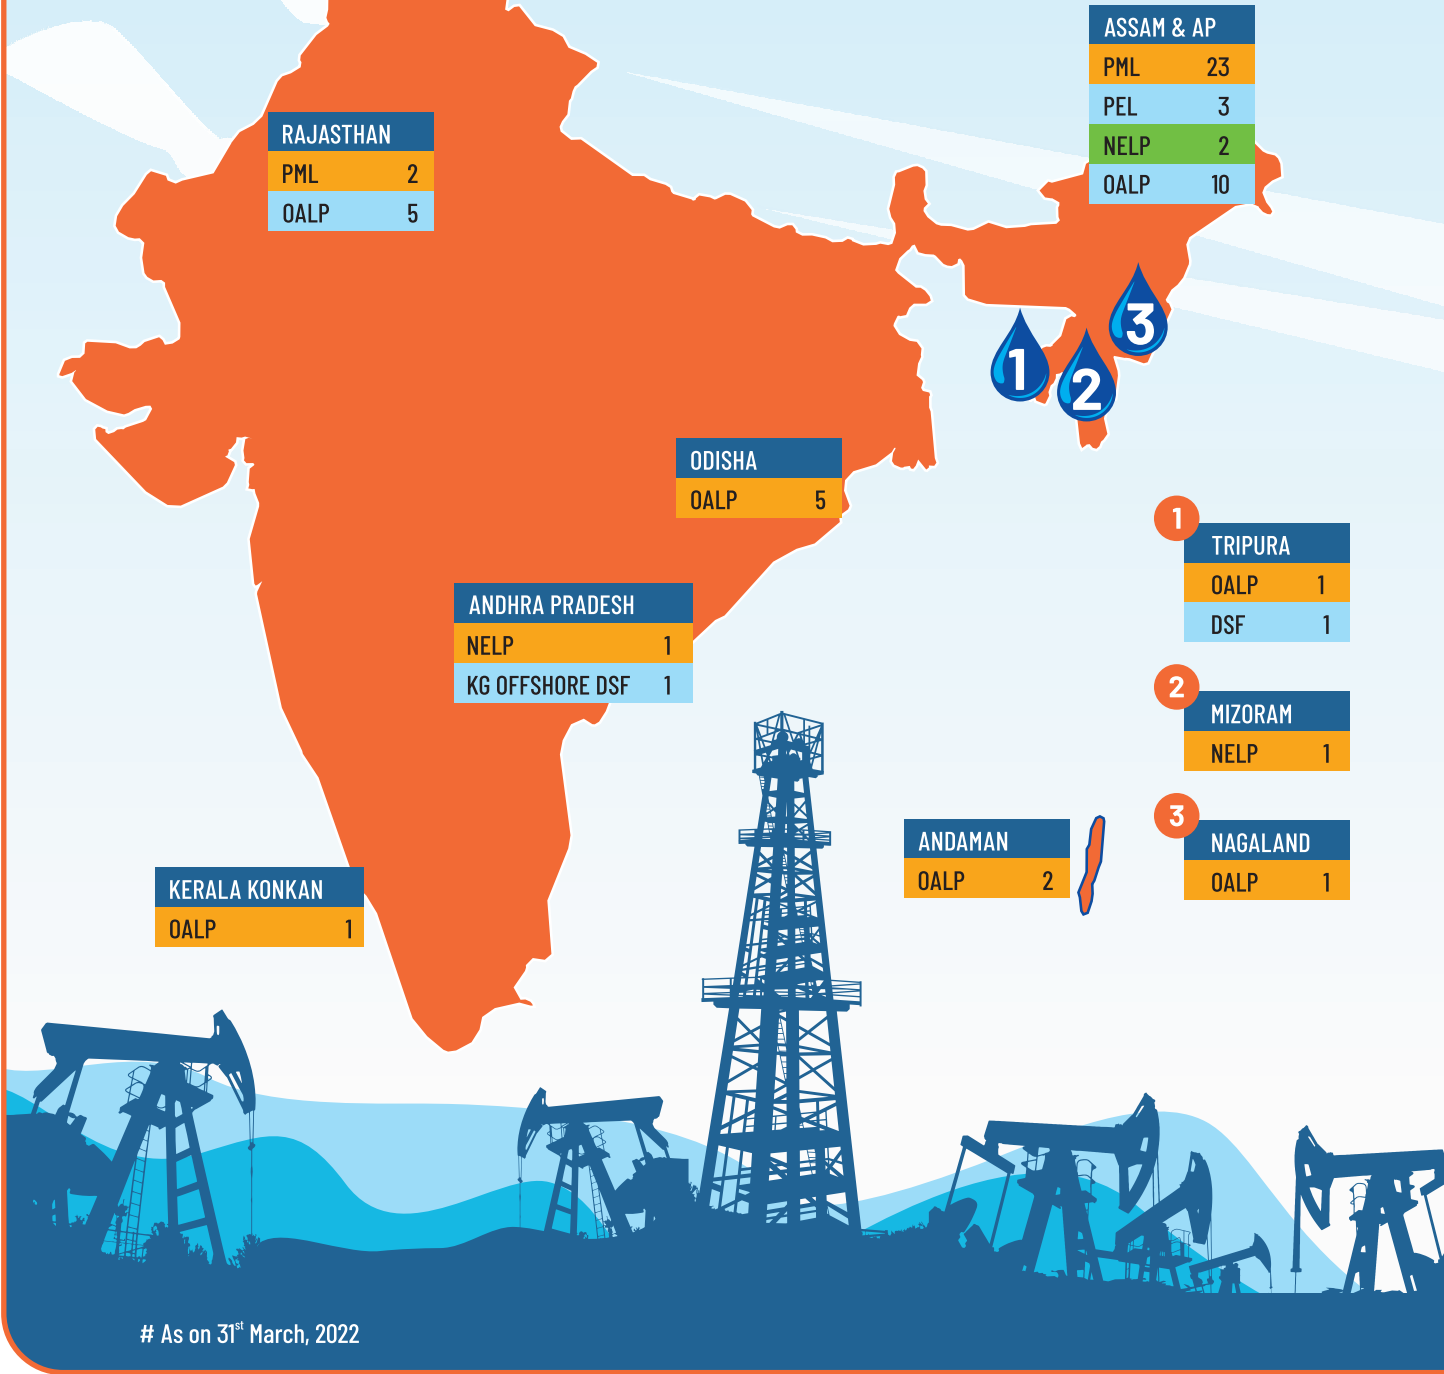 ASSAM & AP
PML 23
PEL 3
NELP 2
OALP 10
RAJASTHAN
PML 2
OALP 5
1
2
3
ODISHA
OALP 5
ANDHRA PRADESH
NELP 1
KG OFFSHORE DSF 1
1
TRIPURA
OALP 1
DSF 1
2
MIZORAM
NELP 1
3
NAGALAND
OALP 1
ANDAMAN
OALP 2
KERALA KONKAN
OALP 1
# As on 31st March, 2022